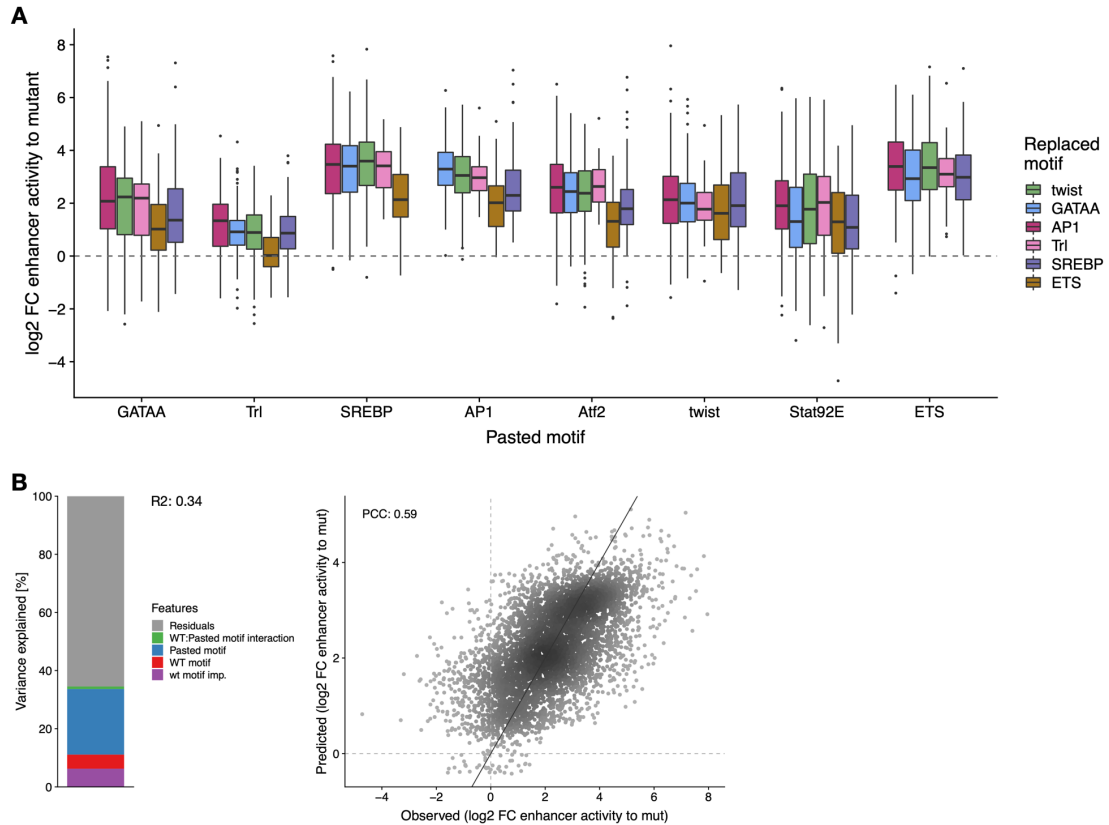 A
log2 FC enhancer activity to mutant
8
6
4
2
0
−2
−4
GATAA Trl SREBP AP1 Atf2 twist Stat92E ETS
Pasted motif
Replaced
motif
twist
GATAA
AP1
Trl
SREBP
ETS
B
Variance explained [%]
100
80
60
40
20
0
R2: 0.34
Features
Residuals
WT:Pasted motif interaction
Pasted motif
WT motif
wt motif imp.
Predicted (log2 FC enhancer activity to mut)
PCC: 0.59
4
2
0
−4 −2 0 2 4 6 8
Observed (log2 FC enhancer activity to mut)